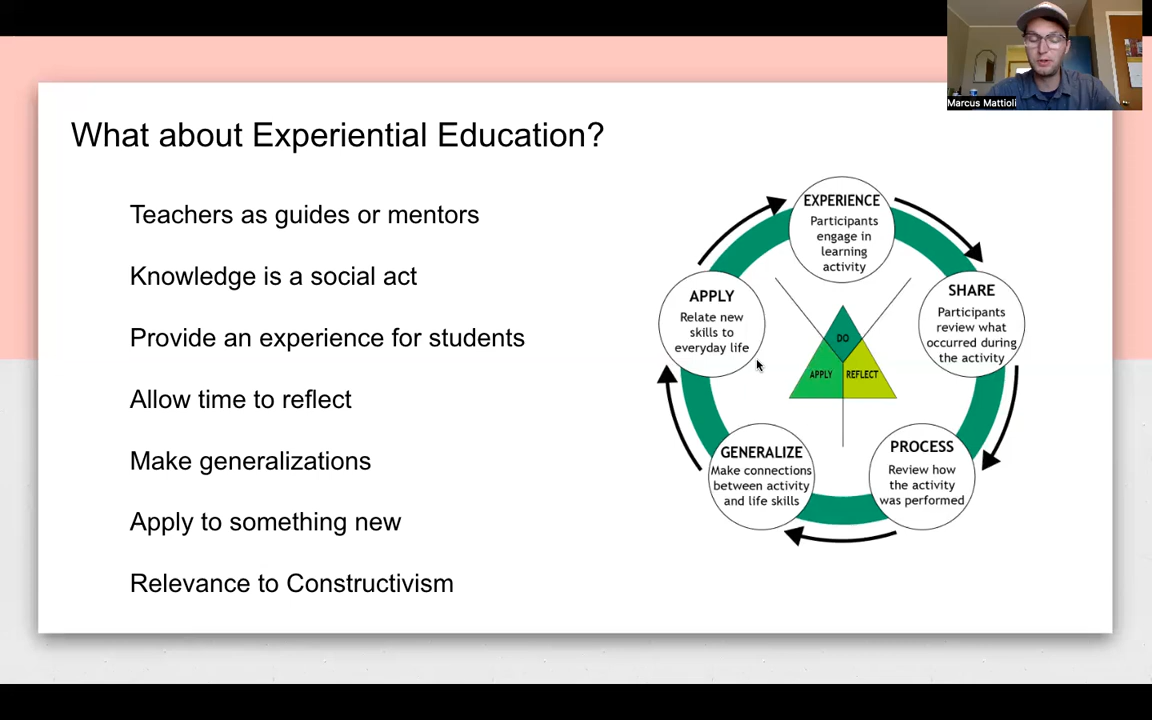 Marcus Mattioli
What about Experiential Education?
Teachers as guides or mentors
Knowledge is a social act
Provide an experience for students
Allow time to reflect
Make generalizations
Apply to something new
Relevance to Constructivism
EXPERIENCE
Participants
engage in
learning
activity
SHARE
Participants
review what
occurred during
the activity
PROCESS
Review how
the activity
was performed
GENERALIZE
Make connections
between activity
and life skills
APPLY
Relate new
skills to
everyday life
DO
APPLY
REFLECT